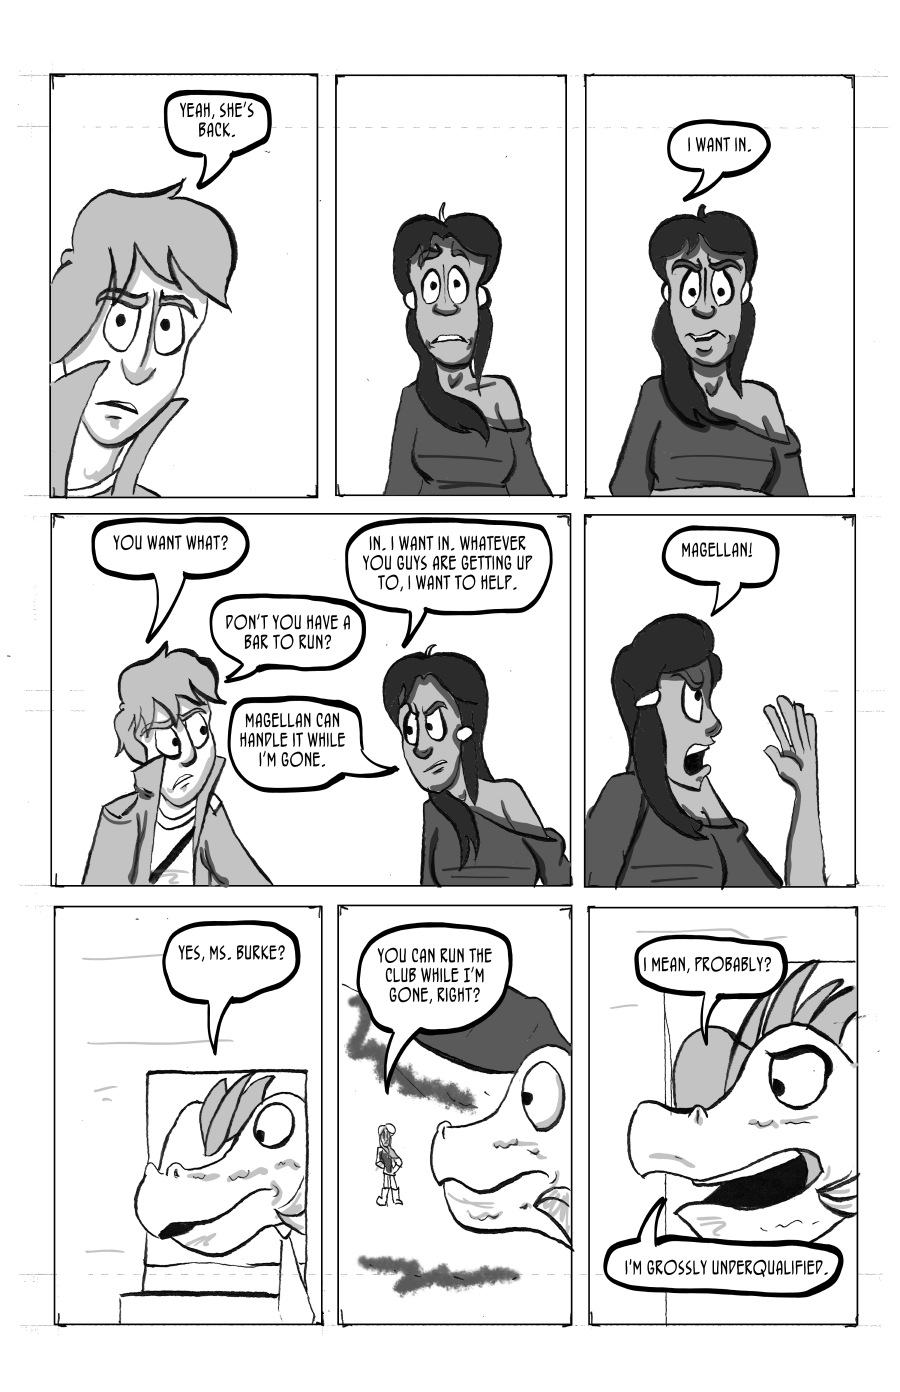 YEAH, SHE'S
BACK.
I WANT IN.
YOU WANT WHAT?
IN. I WANT IN. WHATEVER
YOU GUYS ARE GETTING UP
TO, I WANT TO HELP.
DON'T YOU HAVE A
BAR TO RUN?
MAGELLAN CAN
HANDLE IT WHILE
I'M GONE.
MAGELLAN!
YES, MS. BURKE?
YOU CAN RUN THE
CLUB WHILE I'M
GONE, RIGHT?
I MEAN, PROBABLY?
I'M GROSSLY UNDERQUALIFIED.